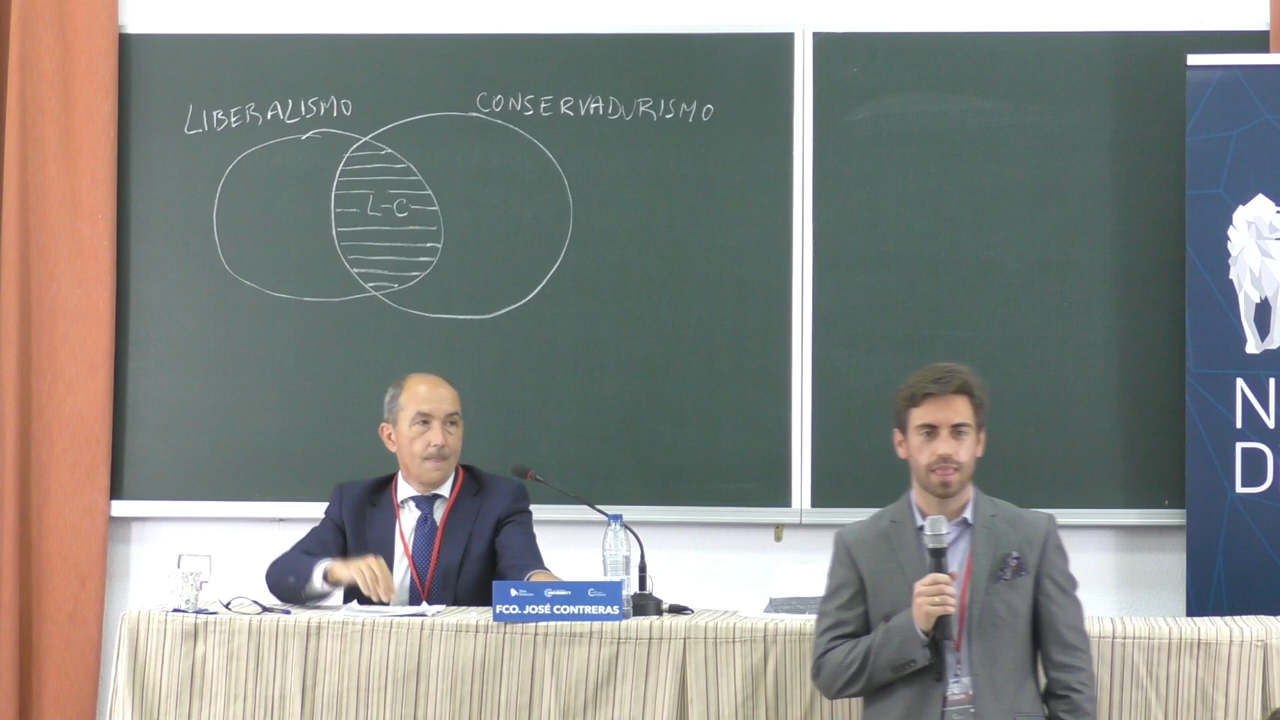 LIBERALISMO
CONSERVADURISMO
L-C
FCO. JOSÉ CONTRERAS
N
D